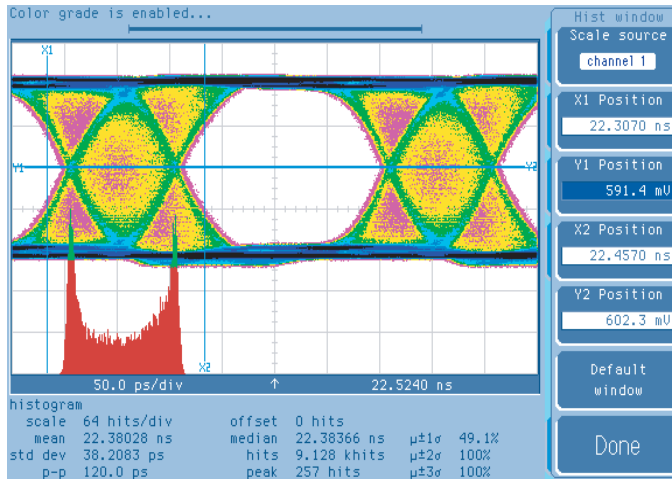 Color grade is enabled...
Hist window
Scale source
channel 1
X1 Position
22.3070 ns
Y1 Position
591.4 mV
X2 Position
22.4570 ns
Y2 Position
602.3 mV
Default
window
Done
X1
Y1
Y2
X2
50.0 ps/div ↑ 22.5240 ns
histogram
scale 64 hits/div offset 0 hits
mean 22.38028 ns median 22.38366 ns μ±1σ 49.1%
std dev 38.2083 ps hits 9.128 khits μ±2σ 100%
p-p 120.0 ps peak 257 hits μ±3σ 100%